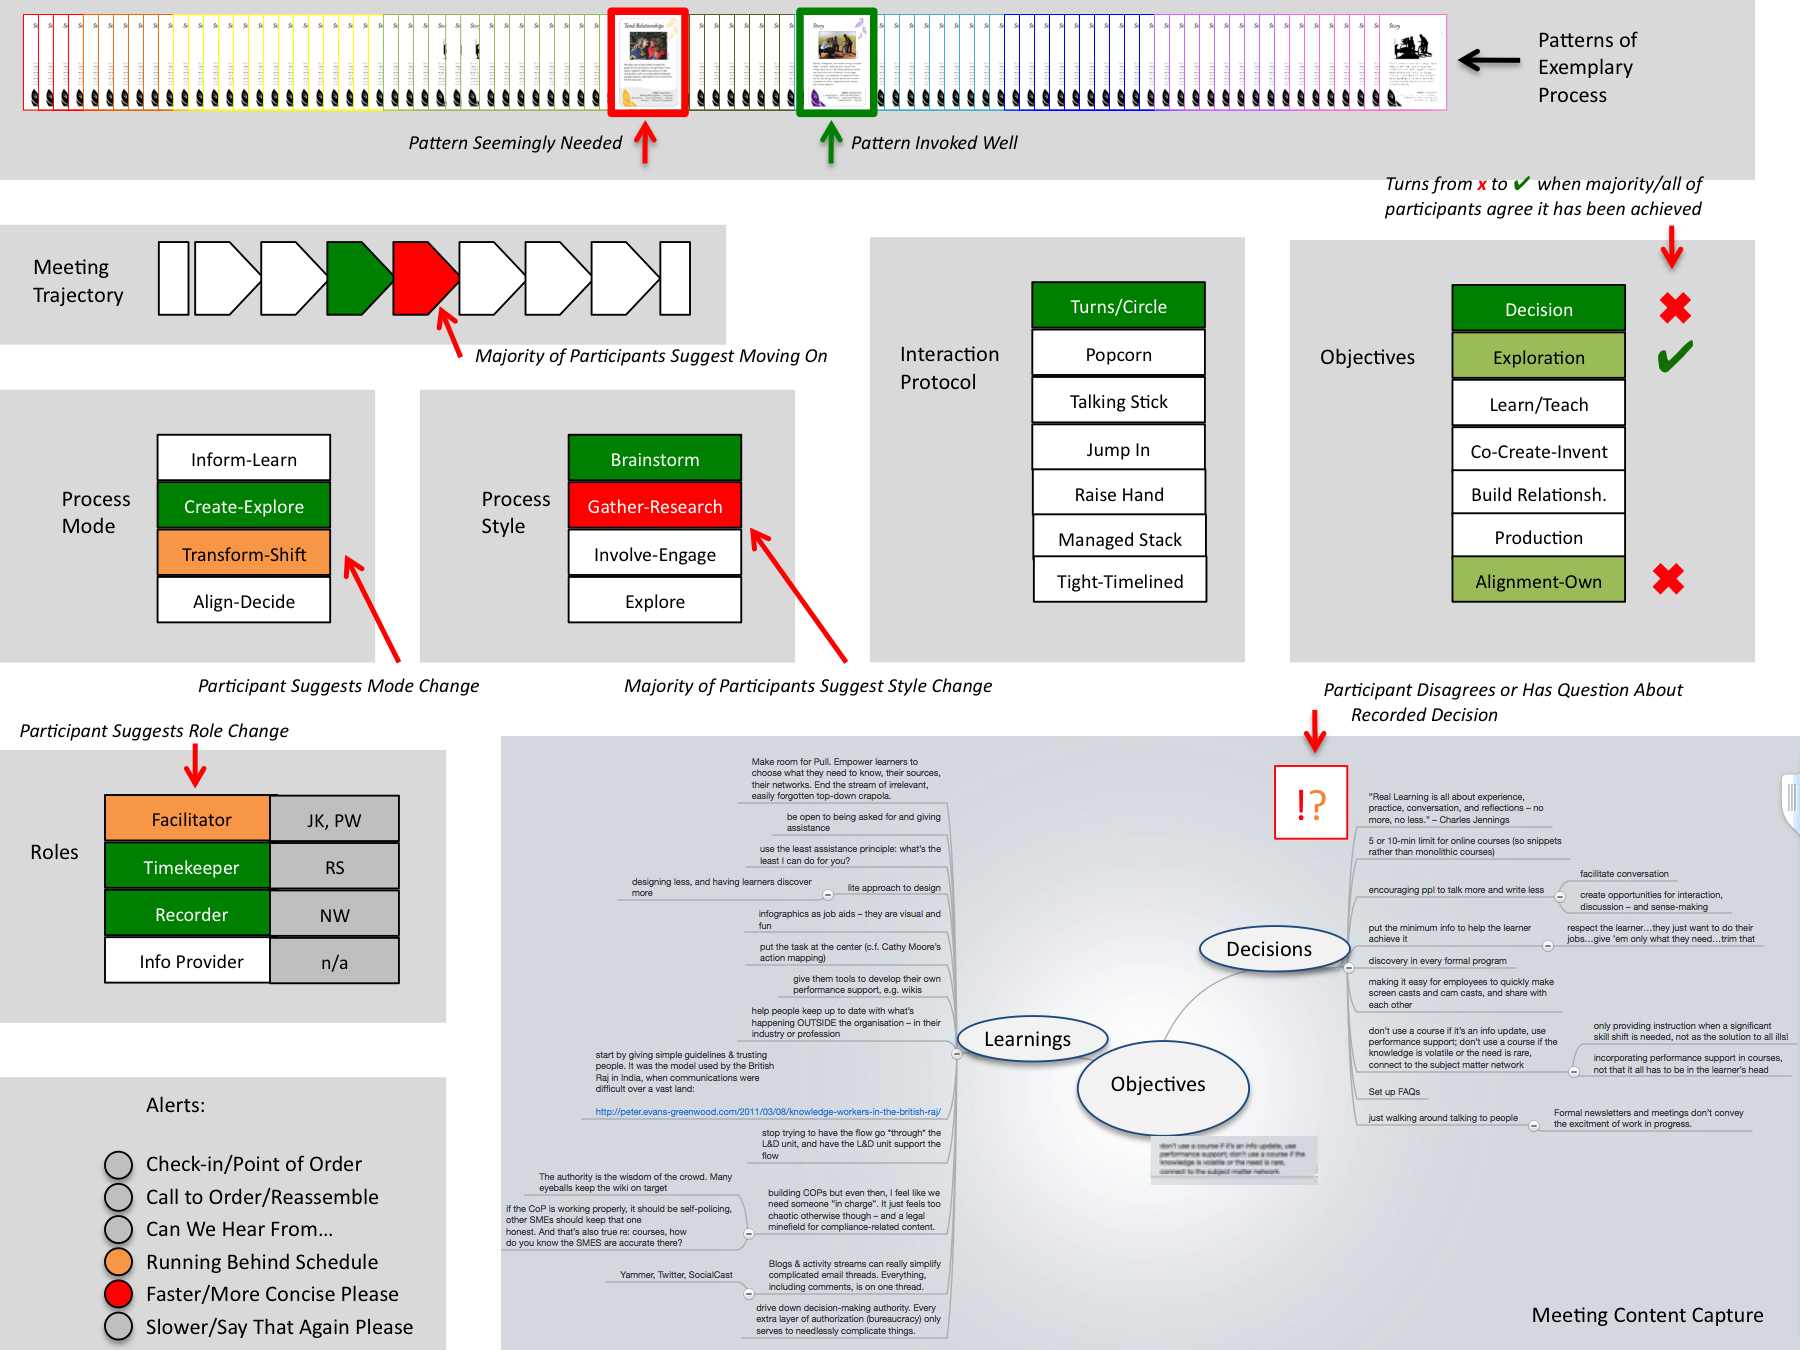 Tend Relationships
Story
Story
Patterns of
Exemplary
Process
Pattern Seemingly Needed
Pattern Invoked Well
Turns from x to ✔ when majority/all of
participants agree it has been achieved
Meeting
Trajectory
Majority of Participants Suggest Moving On
Process
Mode
Inform-Learn
Create-Explore
Transform-Shift
Align-Decide
Process
Style
Brainstorm
Gather-Research
Involve-Engage
Explore
Interaction
Protocol
Turns/Circle
Popcorn
Talking Stick
Jump In
Raise Hand
Managed Stack
Tight-Timelined
Objectives
Decision
Exploration
Learn/Teach
Co-Create-Invent
Build Relationsh.
Production
Alignment-Own
Participant Suggests Mode Change
Majority of Participants Suggest Style Change
Participant Disagrees or Has Question About
Recorded Decision
Participant Suggests Role Change
Roles
Facilitator JK, PW
Timekeeper RS
Recorder NW
Info Provider n/a
Alerts:
Check-in/Point of Order
Call to Order/Reassemble
Can We Hear From...
Running Behind Schedule
Faster/More Concise Please
Slower/Say That Again Please
Make room for Pull. Empower learners to
choose what they need to know, their sources,
their networks. End the stream of irrelevant,
easily forgotten top-down crapola.
be open to being asked for and giving
assistance
use the least assistance principle: what's the
least I can do for you?
designing less, and having learners discover
more
lite approach to design
infographics as job aids – they are visual and
fun
put the task at the center (c.f. Cathy Moore's
action mapping)
give them tools to develop their own
performance support, e.g. wikis
help people keep up to date with what's
happening OUTSIDE the organisation – in their
industry or profession
start by giving simple guidelines & trusting
people. It was the model used by the British
Raj in India, when communications were
difficult over a vast land:
http://peter.evans-greenwood.com/2011/03/08/knowledge-workers-in-the-british-raj/
stop trying to have the flow go *through* the
L&D unit, and have the L&D unit support the
flow
The authority is the wisdom of the crowd. Many
eyeballs keep the wiki on target
if the CoP is working properly, it should be self-policing,
other SMEs should keep that one
honest. And that's also true re: courses, how
do you know the SMES are accurate there?
building COPs but even then, I feel like we
need someone "in charge". It just feels too
chaotic otherwise though – and a legal
minefield for compliance-related content.
Yammer, Twitter, SocialCast
Blogs & activity streams can really simplify
complicated email threads. Everything,
including comments, is on one thread.
drive down decision-making authority. Every
extra layer of authorization (bureaucracy) only
serves to needlessly complicate things.
Learnings
Objectives
Decisions
don't use a course if it's an info update, use
performance support; don't use a course if the
knowledge is volatile or the need is rare,
connect to the subject matter network
!?
"Real Learning is all about experience,
practice, conversation, and reflections – no
more, no less." – Charles Jennings
5 or 10-min limit for online courses (so snippets
rather than monolithic courses)
encouraging ppl to talk more and write less
facilitate conversation
create opportunities for interaction,
discussion – and sense-making
put the minimum info to help the learner
achieve it
respect the learner...they just want to do their
jobs...give 'em only what they need...trim that
discovery in every formal program
making it easy for employees to quickly make
screen casts and cam casts, and share with
each other
don't use a course if it's an info update, use
performance support; don't use a course if the
knowledge is volatile or the need is rare,
connect to the subject matter network
only providing instruction when a significant
skill shift is needed, not as the solution to all ills!
incorporating performance support in courses,
not that it all has to be in the learner's head
Set up FAQs
just walking around talking to people
Formal newsletters and meetings don't convey
the excitment of work in progress.
Meeting Content Capture